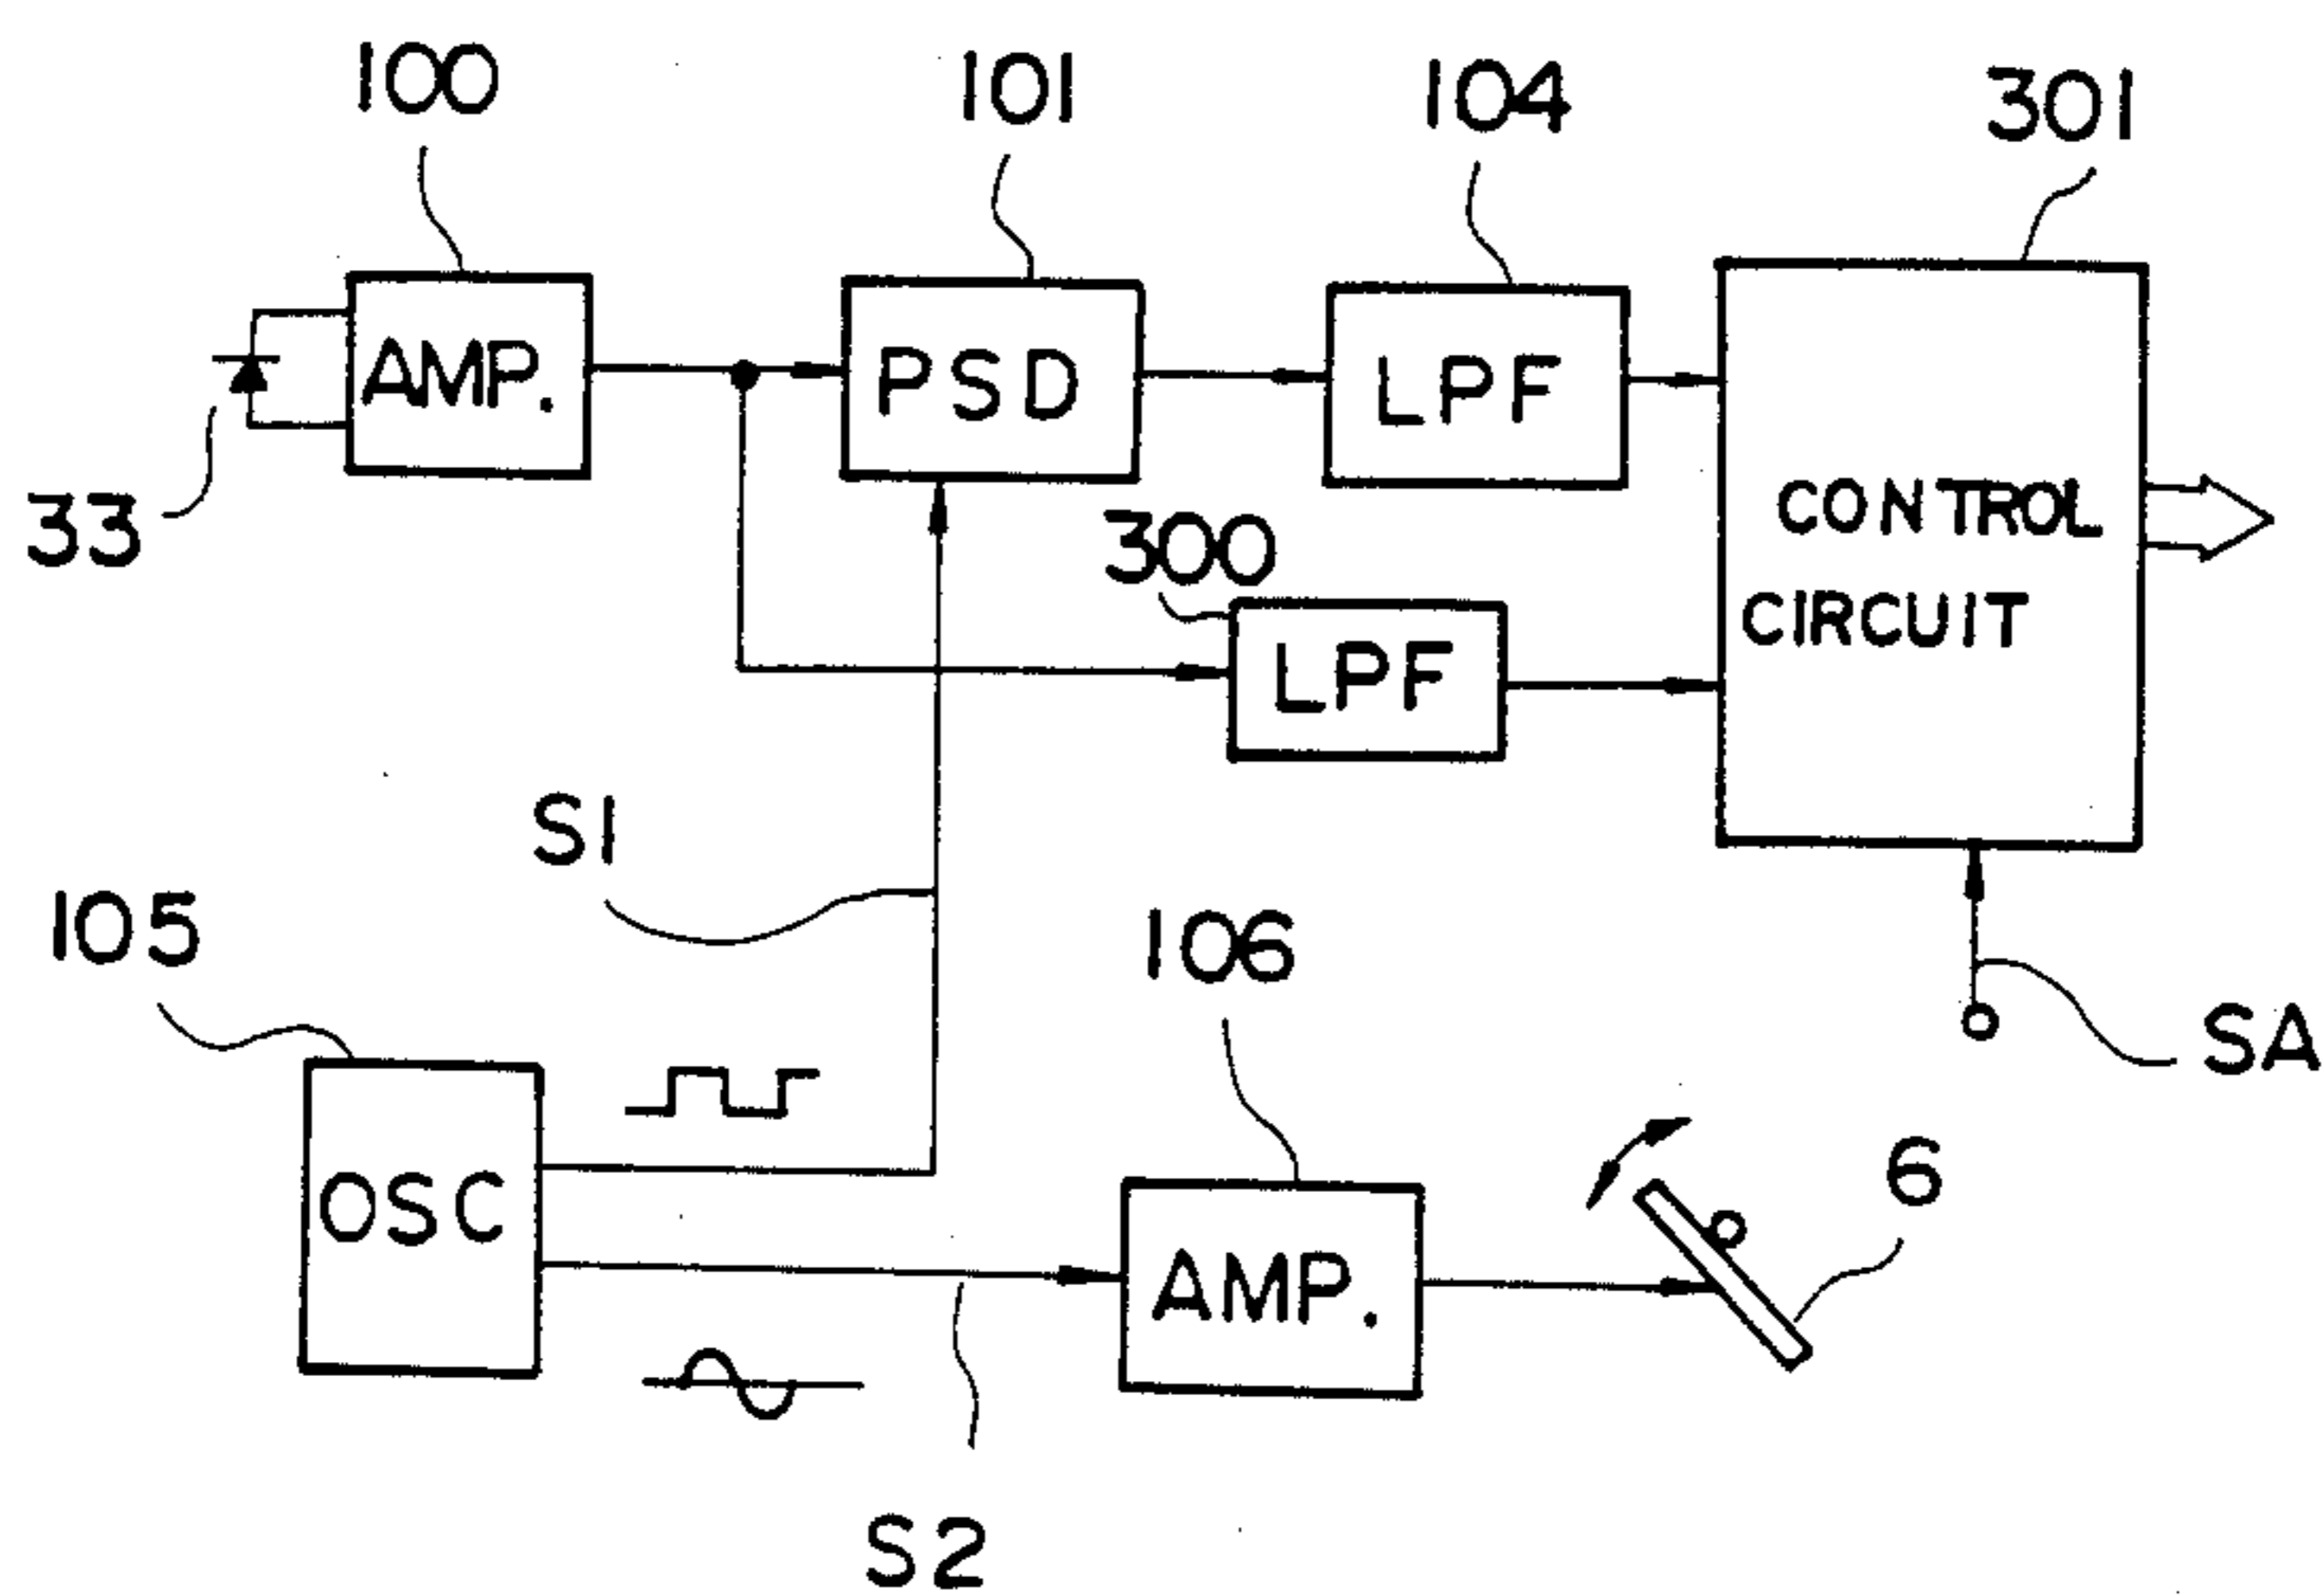 100
101
104
301
AMP.
PSD
LPF
33
300
CONTROL
CIRCUIT
LPF
S1
105
106
SA
OSC
AMP.
6
S2